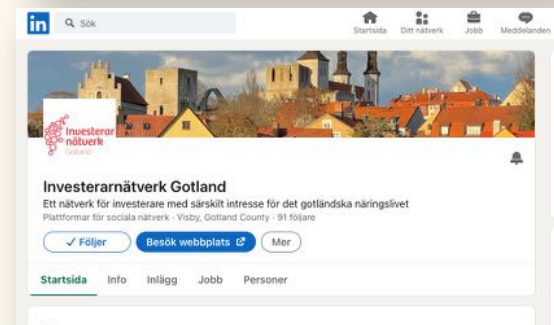 in
Sök
Startsida
Ditt nätverk
Jobb
Meddelanden
Investerar
nätverk
Gotland
Investerarnätverk Gotland
Ett nätverk för investerare med särskilt intresse för det gotländska näringslivet
Plattformar för sociala nätverk · Visby, Gotland County · 91 följare
✓ Följer
Besök webbplats
Mer
Startsida
Info
Inlägg
Jobb
Personer